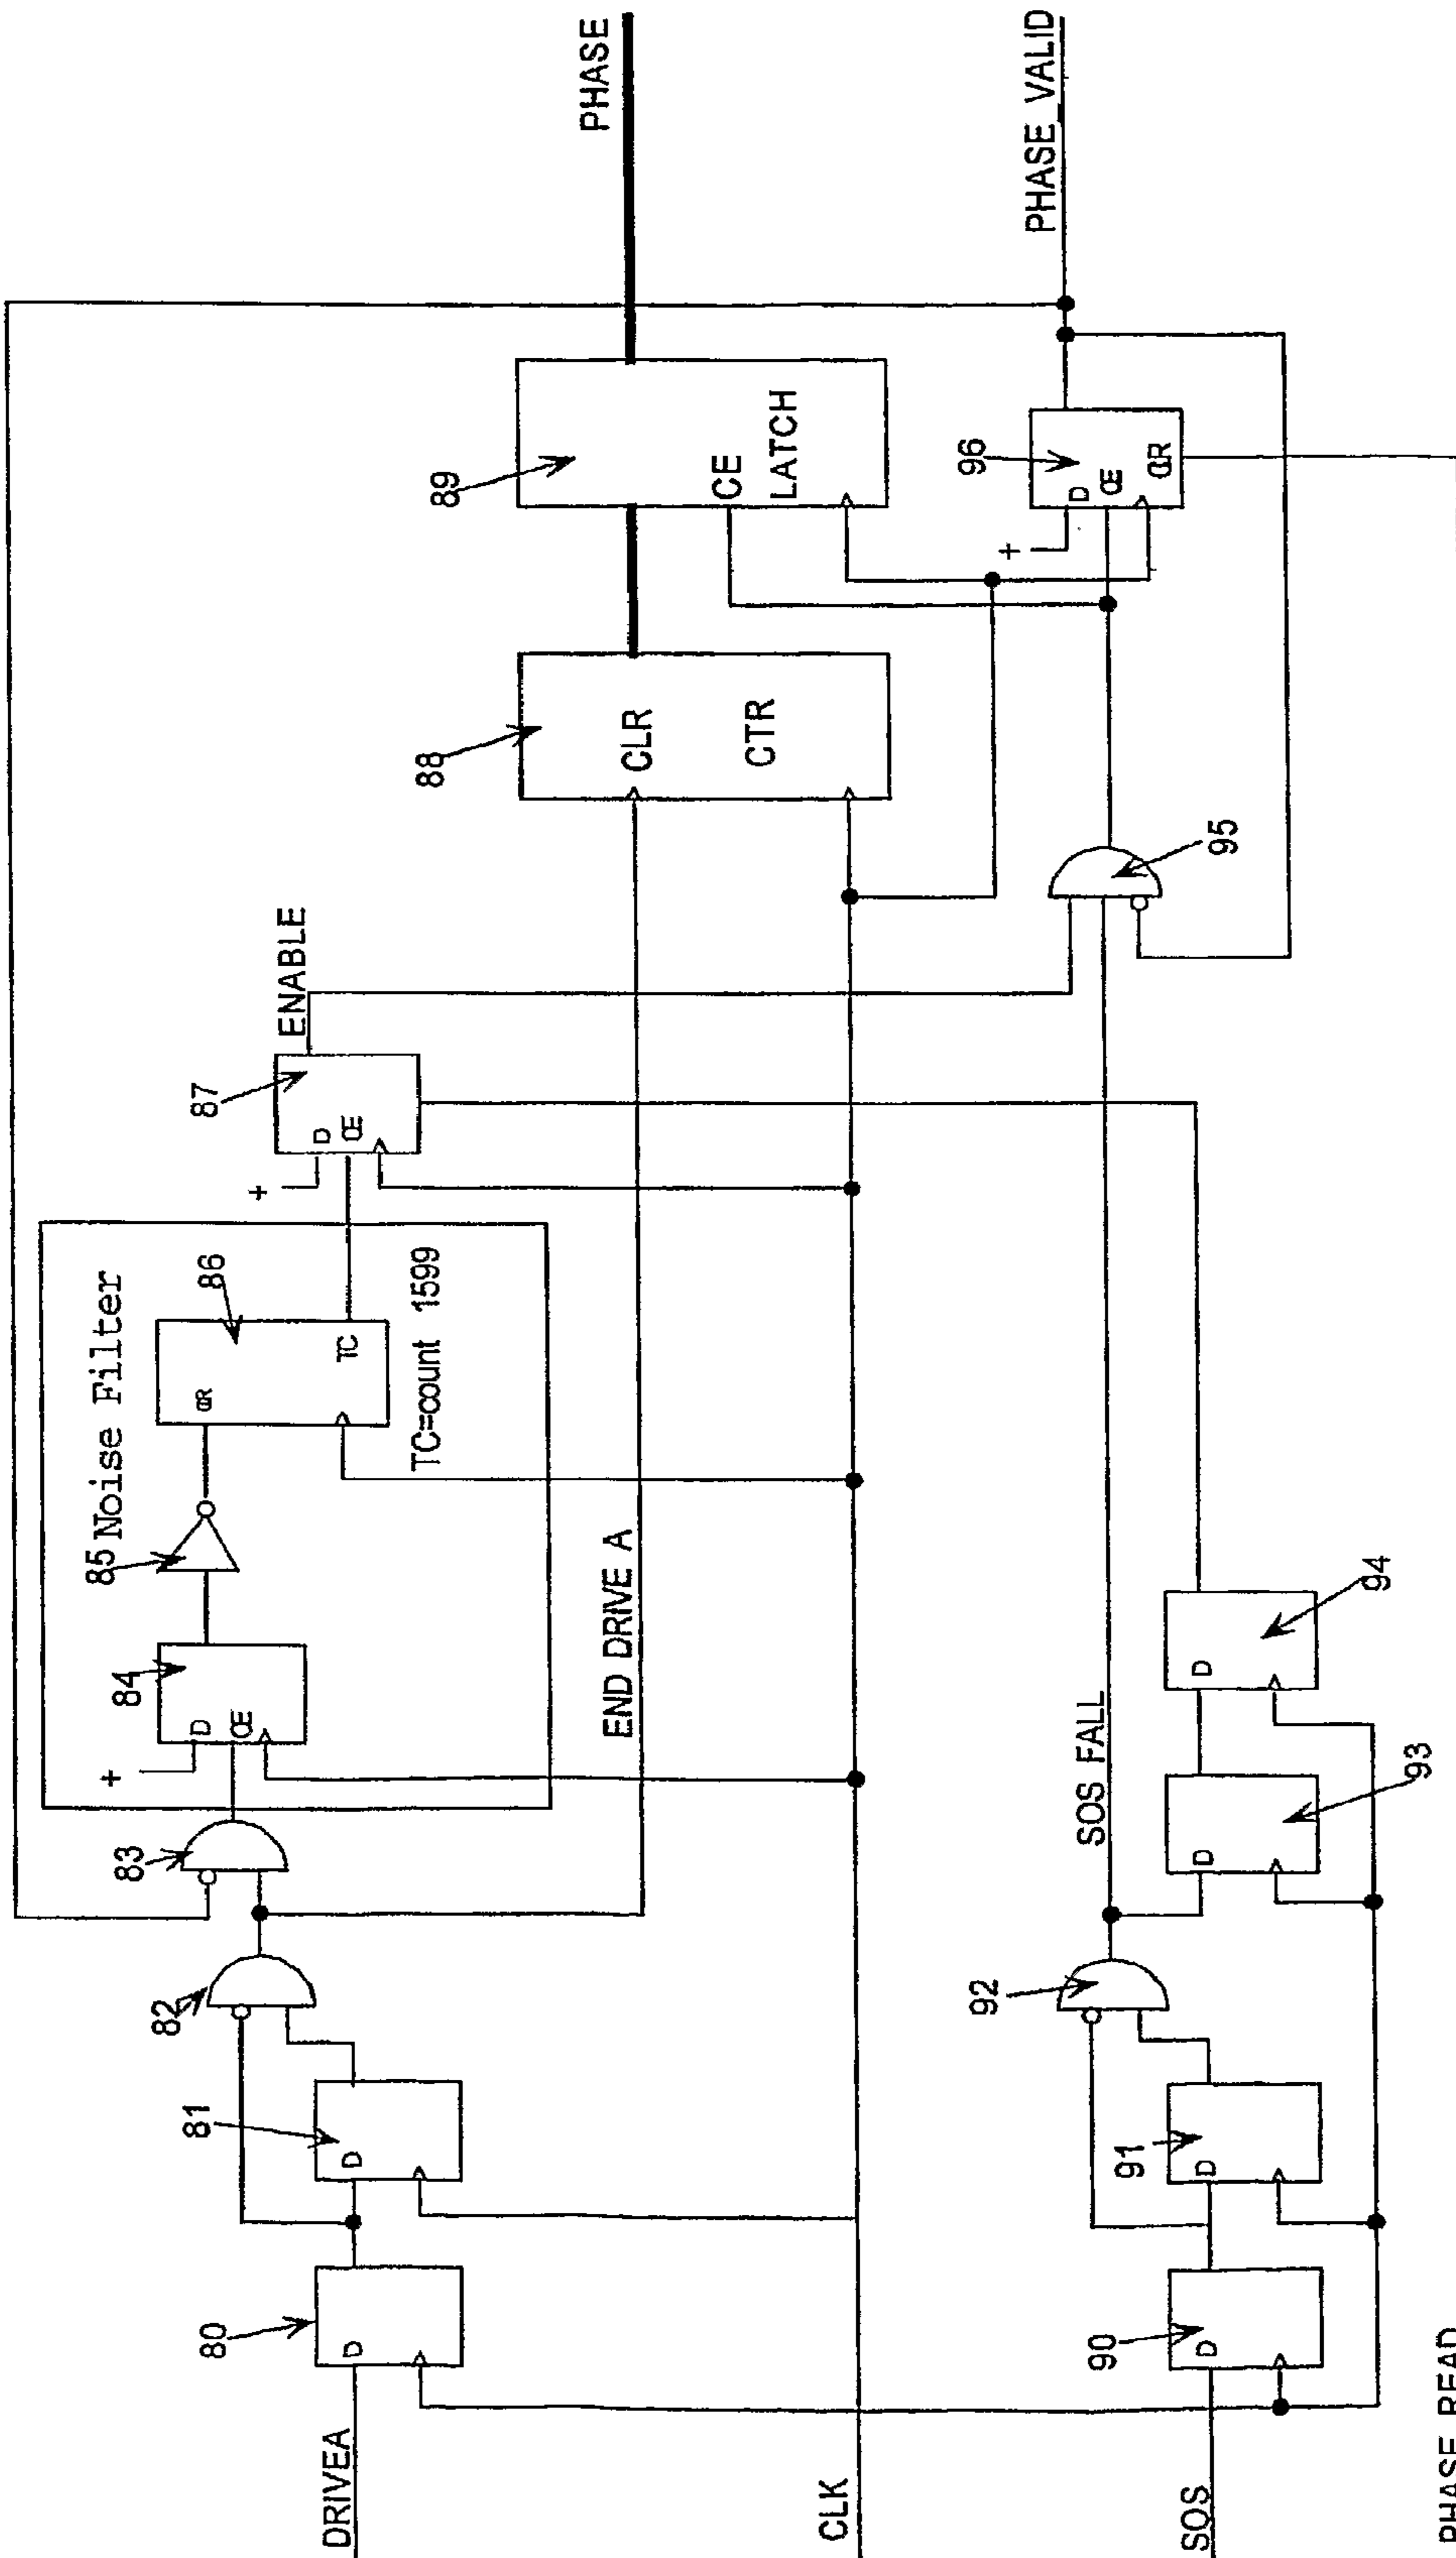 DRIVEA
CLK
SOS
PHASE READ
80
D
81
D
82
83
84
+
D
CE
85
Noise Filter
86
CLR
TC
TC=count 1599
87
+
D
CE
ENABLE
END DRIVE A
88
CLR
CTR
89
CE
LATCH
PHASE
90
D
91
D
92
SOS FALL
93
D
94
D
95
96
+
D
CE
CLR
PHASE VALID